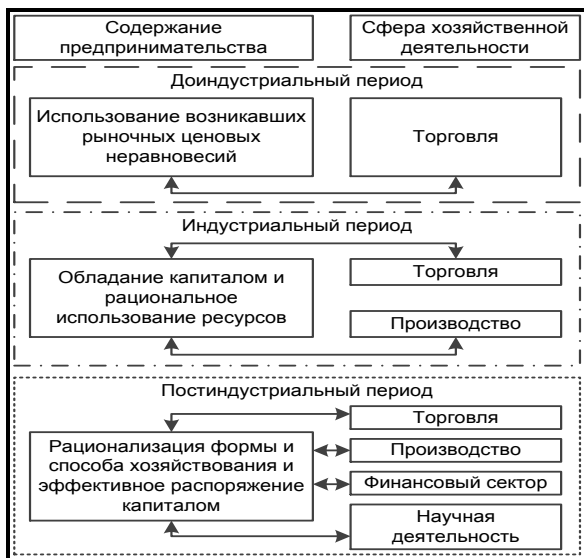 Содержание
предпринимательства
Сфера хозяйственной
деятельности
Доиндустриальный период
Использование возникавших
рыночных ценовых
неравновесий
Торговля
Индустриальный период
Обладание капиталом и
рациональное
использование ресурсов
Торговля
Производство
Постиндустриальный период
Рационализация формы и
способа хозяйствования и
эффективное распоряжение
капиталом
Торговля
Производство
Финансовый сектор
Научная
деятельность